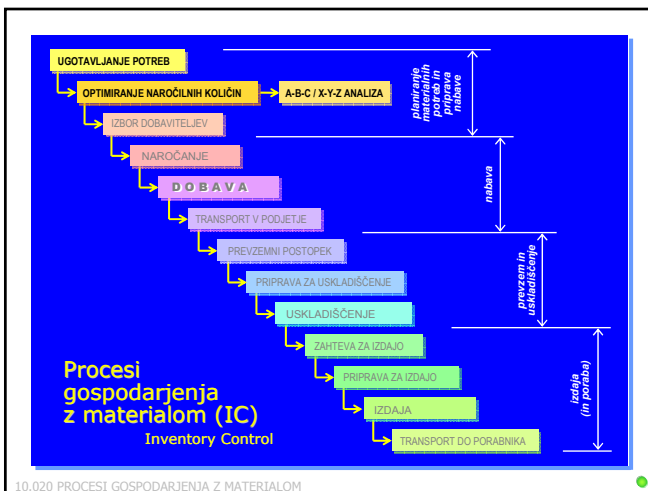 UGOTAVLJANJE POTREB
OPTIMIRANJE NAROČILNIH KOLIČIN
A-B-C / X-Y-Z ANALIZA
IZBOR DOBAVITELJEV
NAROČANJE
D O B A V A
TRANSPORT V PODJETJE
PREVZEMNI POSTOPEK
PRIPRAVA ZA USKLADIŠČENJE
USKLADIŠČENJE
ZAHTEVA ZA IZDAJO
PRIPRAVA ZA IZDAJO
IZDAJA
TRANSPORT DO PORABNIKA
planiranje
materialnih
potreb in
priprava
nabave
nabava
prevzem in
uskladiščenje
izdaja
(in poraba)
Procesi
gospodarjenja
z materialom (IC)
Inventory Control
10.020 PROCESI GOSPODARJENJA Z MATERIALOM